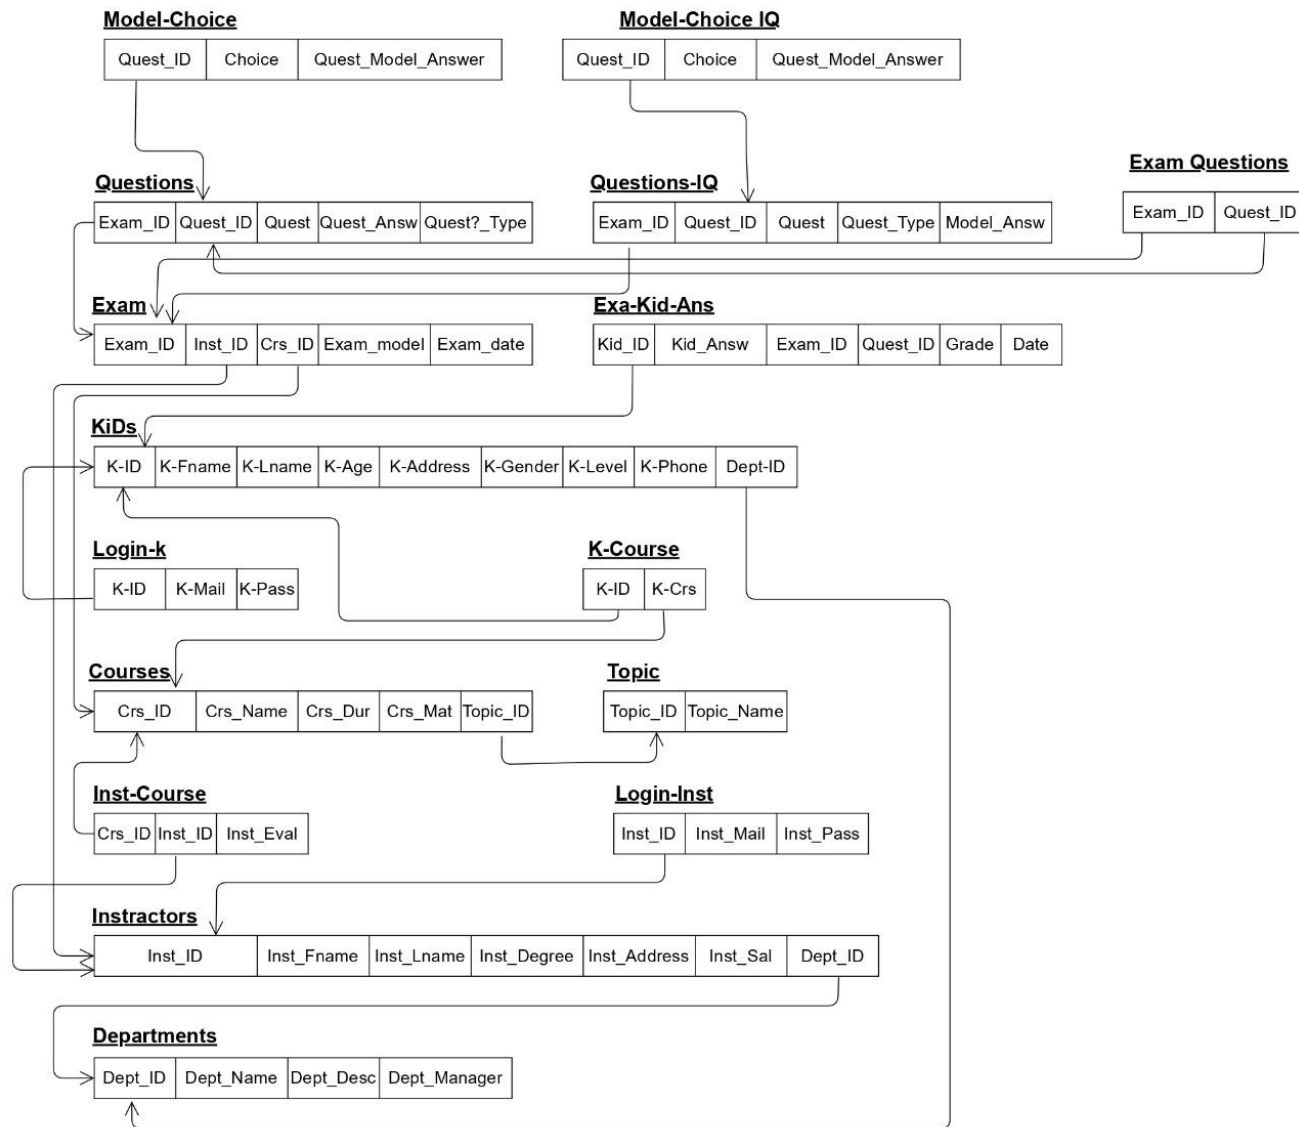 Model-Choice
Quest_ID Choice Quest_Model_Answer
Model-Choice IQ
Quest_ID Choice Quest_Model_Answer
Exam Questions
Exam_ID Quest_ID
Questions
Exam_ID Quest_ID Quest Quest_Answ Quest?_Type
Questions-IQ
Exam_ID Quest_ID Quest Quest_Type Model_Answ
Exam
Exam_ID Inst_ID Crs_ID Exam_model Exam_date
Exa-Kid-Ans
Kid_ID Kid_Answ Exam_ID Quest_ID Grade Date
KiDs
K-ID K-Fname K-Lname K-Age K-Address K-Gender K-Level K-Phone Dept-ID
Login-k
K-ID K-Mail K-Pass
K-Course
K-ID K-Crs
Courses
Crs_ID Crs_Name Crs_Dur Crs_Mat Topic_ID
Topic
Topic_ID Topic_Name
Inst-Course
Crs_ID Inst_ID Inst_Eval
Login-Inst
Inst_ID Inst_Mail Inst_Pass
Instractors
Inst_ID Inst_Fname Inst_Lname Inst_Degree Inst_Address Inst_Sal Dept_ID
Departments
Dept_ID Dept_Name Dept_Desc Dept_Manager